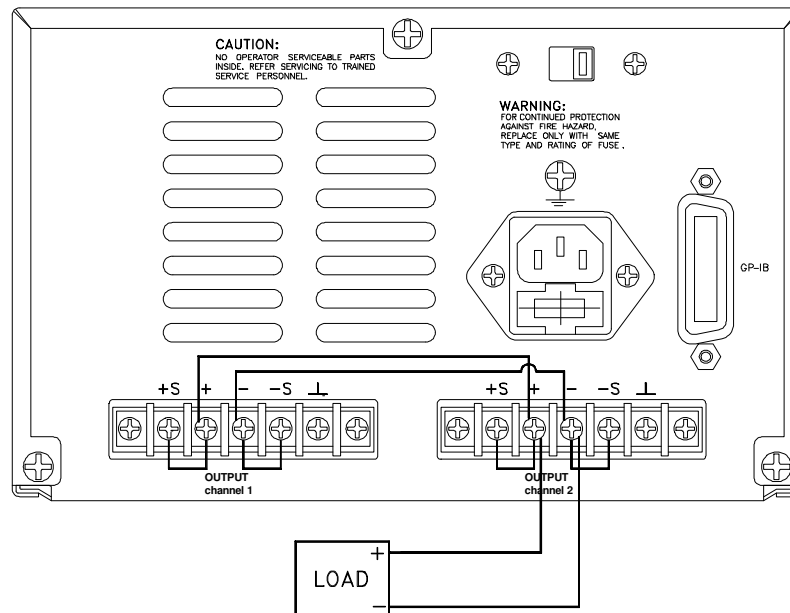 CAUTION:
NO OPERATOR SERVICEABLE PARTS
INSIDE. REFER SERVICING TO TRAINED
SERVICE PERSONNEL.
WARNING:
FOR CONTINUED PROTECTION
AGAINST FIRE HAZARD,
REPLACE ONLY WITH SAME
TYPE AND RATING OF FUSE.
GP-IB
+S + - -S
+S + - -S
OUTPUT
channel 1
OUTPUT
channel 2
LOAD
+
-